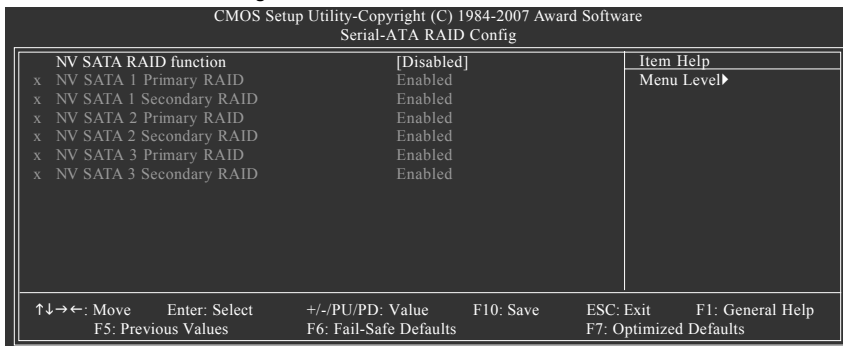 CMOS Setup Utility-Copyright (C) 1984-2007 Award Software
Serial-ATA RAID Config
NV SATA RAID function [Disabled]
x NV SATA 1 Primary RAID Enabled
x NV SATA 1 Secondary RAID Enabled
x NV SATA 2 Primary RAID Enabled
x NV SATA 2 Secondary RAID Enabled
x NV SATA 3 Primary RAID Enabled
x NV SATA 3 Secondary RAID Enabled
Item Help
Menu Level▶
↑↓→←: Move Enter: Select +/-/PU/PD: Value F10: Save ESC: Exit F1: General Help
F5: Previous Values F6: Fail-Safe Defaults F7: Optimized Defaults